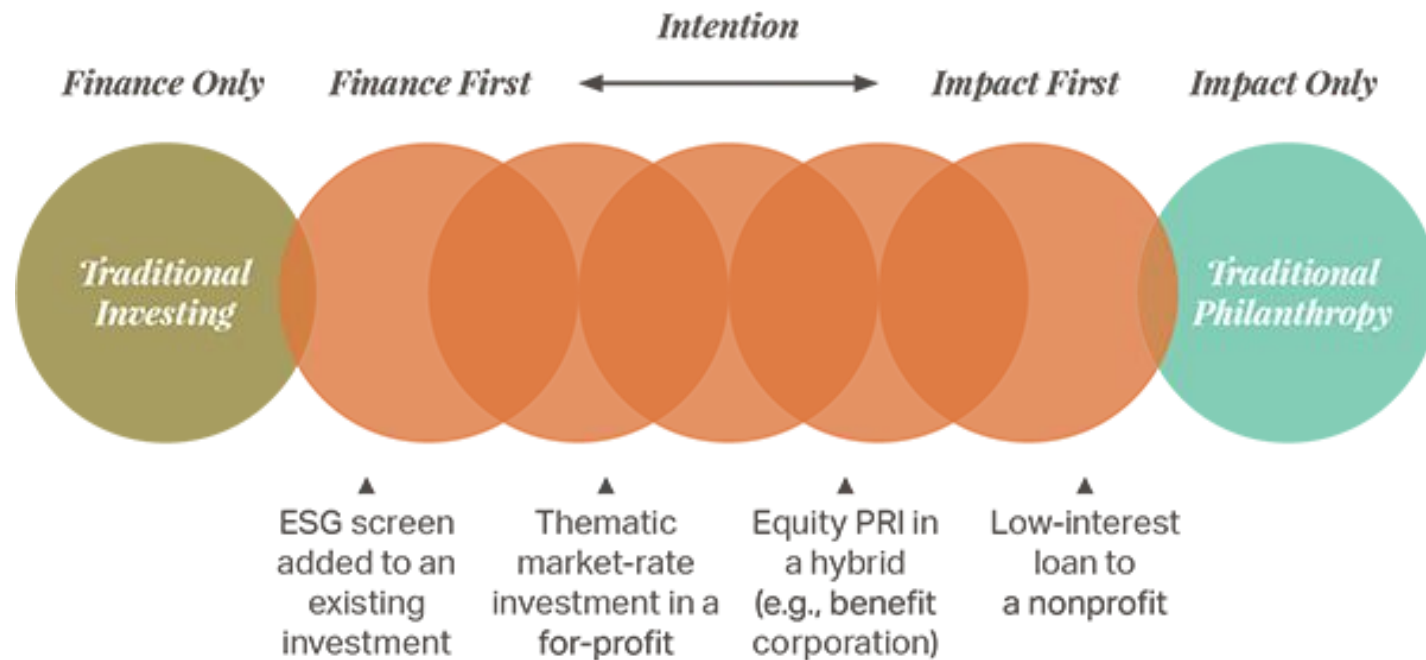 Intention
Finance Only
Finance First
Impact First
Impact Only
Traditional
Investing
Traditional
Philanthropy
ESG screen
added to an
existing
investment
Thematic
market-rate
investment in a
for-profit
Equity PRI in
a hybrid
(e.g., benefit
corporation)
Low-interest
loan to
a nonprofit